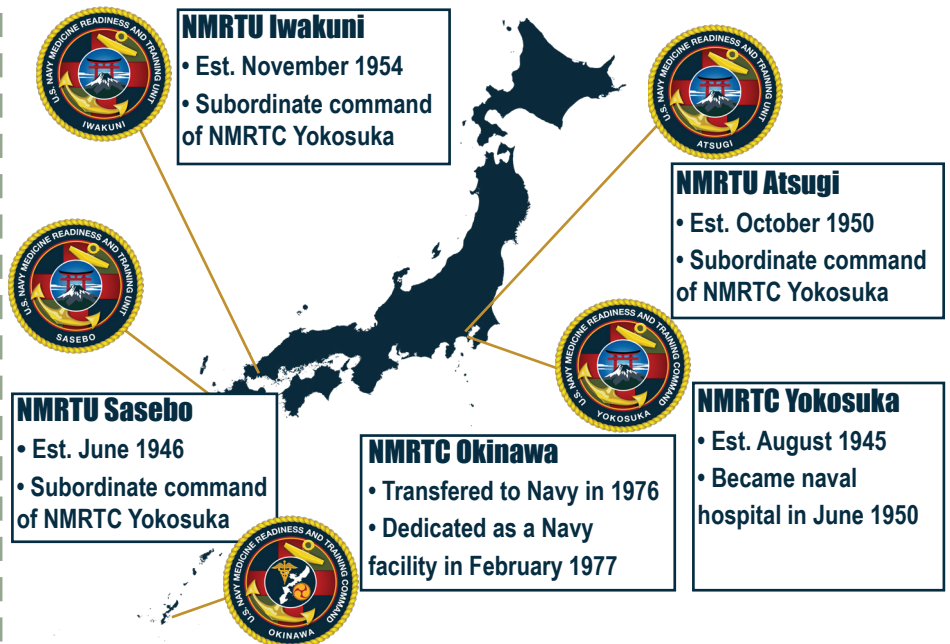 U.S. NAVY MEDICINE READINESS AND TRAINING UNIT
IWAKUNI
NMRTU Iwakuni
• Est. November 1954
• Subordinate command
of NMRTC Yokosuka
U.S. NAVY MEDICINE READINESS AND TRAINING UNIT
ATSUGI
NMRTU Atsugi
• Est. October 1950
• Subordinate command
of NMRTC Yokosuka
U.S. NAVY MEDICINE READINESS AND TRAINING UNIT
SASEBO
NMRTU Sasebo
• Est. June 1946
• Subordinate command
of NMRTC Yokosuka
U.S. NAVY MEDICINE READINESS AND TRAINING COMMAND
YOKOSUKA
NMRTC Yokosuka
• Est. August 1945
• Became naval
hospital in June 1950
NMRTC Okinawa
• Transfered to Navy in 1976
• Dedicated as a Navy
facility in February 1977
U.S. NAVY MEDICINE READINESS AND TRAINING COMMAND
OKINAWA